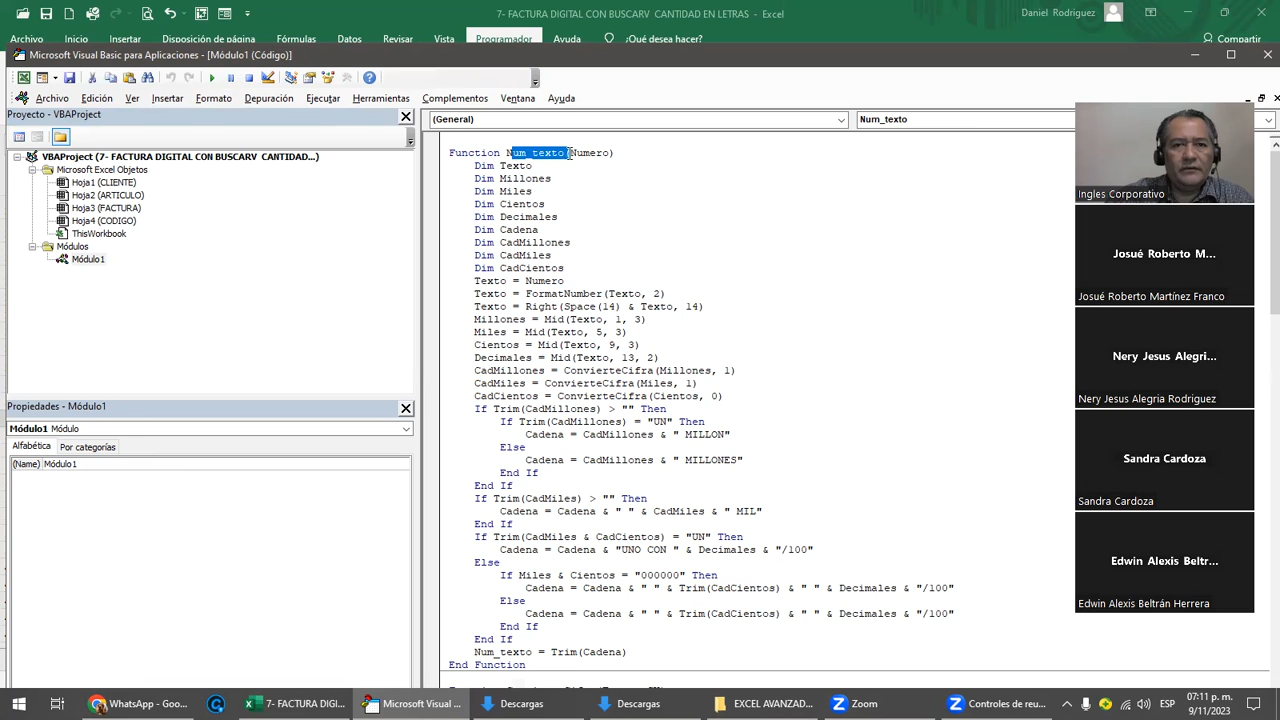 7- FACTURA DIGITAL CON BUSCARV  CANTIDAD EN LETRAS - Excel
Daniel Rodriguez
Archivo Inicio Insertar Disposición de página Fórmulas Datos Revisar Vista Programador Ayuda ¿Qué desea hacer? Compartir
Microsoft Visual Basic para Aplicaciones - [Módulo1 (Código)]
Archivo Edición Ver Insertar Formato Depuración Ejecutar Herramientas Complementos Ventana Ayuda
Proyecto - VBAProject
VBAProject (7- FACTURA DIGITAL CON BUSCARV  CANTIDAD...)
Microsoft Excel Objetos
Hoja1 (CLIENTE)
Hoja2 (ARTICULO)
Hoja3 (FACTURA)
Hoja4 (CODIGO)
ThisWorkbook
Módulos
Módulo1
Propiedades - Módulo1
Módulo1 Módulo
Alfabética Por categorías
(Name) Módulo1
(General) Num_texto
Function Num_texto(Numero)
Dim Texto
Dim Millones
Dim Miles
Dim Cientos
Dim Decimales
Dim Cadena
Dim CadMillones
Dim CadMiles
Dim CadCientos
Texto = Numero
Texto = FormatNumber(Texto, 2)
Texto = Right(Space(14) & Texto, 14)
Millones = Mid(Texto, 1, 3)
Miles = Mid(Texto, 5, 3)
Cientos = Mid(Texto, 9, 3)
Decimales = Mid(Texto, 13, 2)
CadMillones = ConvierteCifra(Millones, 1)
CadMiles = ConvierteCifra(Miles, 1)
CadCientos = ConvierteCifra(Cientos, 0)
If Trim(CadMillones) > "" Then
If Trim(CadMillones) = "UN" Then
Cadena = CadMillones & " MILLON"
Else
Cadena = CadMillones & " MILLONES"
End If
End If
If Trim(CadMiles) > "" Then
Cadena = Cadena & " " & CadMiles & " MIL"
End If
If Trim(CadMiles & CadCientos) = "UN" Then
Cadena = Cadena & "UNO CON " & Decimales & "/100"
Else
If Miles & Cientos = "000000" Then
Cadena = Cadena & " " & Trim(CadCientos) & " " & Decimales & "/100"
Else
Cadena = Cadena & " " & Trim(CadCientos) & " " & Decimales & "/100"
End If
End If
Num_texto = Trim(Cadena)
End Function
Ingles Corporativo
Josué Roberto M...
Josué Roberto Martínez Franco
Nery Jesus Alegri...
Nery Jesus Alegria Rodriguez
Sandra Cardoza
Sandra Cardoza
Edwin Alexis Beltr...
Edwin Alexis Beltrán Herrera
WhatsApp - Goo... 7- FACTURA DIGI... Microsoft Visual ... Descargas Descargas EXCEL AVANZAD... Zoom Controles de reu... ESP
07:11 p. m.
9/11/2023